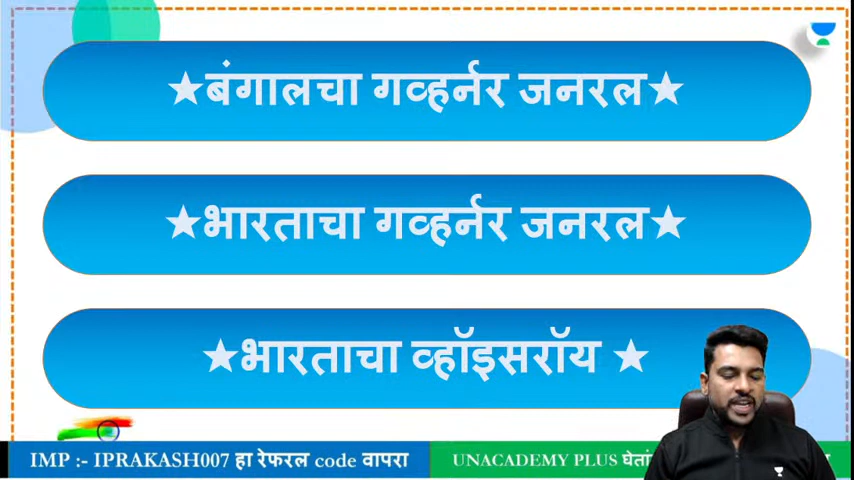 ★बंगालचा गव्हर्नर जनरल★
★भारताचा गव्हर्नर जनरल★
★भारताचा व्हॉइसरॉय ★
IMP :- IPRAKASH007 हा रेफरल code वापरा
UNACADEMY PLUS